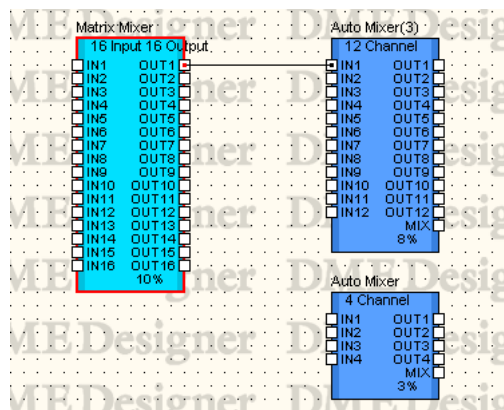 Matrix Mixer
16 Input 16 Output
IN1 OUT1
IN2 OUT2
IN3 OUT3
IN4 OUT4
IN5 OUT5
IN6 OUT6
IN7 OUT7
IN8 OUT8
IN9 OUT9
IN10 OUT10
IN11 OUT11
IN12 OUT12
IN13 OUT13
IN14 OUT14
IN15 OUT15
IN16 OUT16
10%
Auto Mixer(3)
12 Channel
IN1 OUT1
IN2 OUT2
IN3 OUT3
IN4 OUT4
IN5 OUT5
IN6 OUT6
IN7 OUT7
IN8 OUT8
IN9 OUT9
IN10 OUT10
IN11 OUT11
IN12 OUT12
MIX
8%
Auto Mixer
4 Channel
IN1 OUT1
IN2 OUT2
IN3 OUT3
IN4 OUT4
MIX
3%
DME Designer